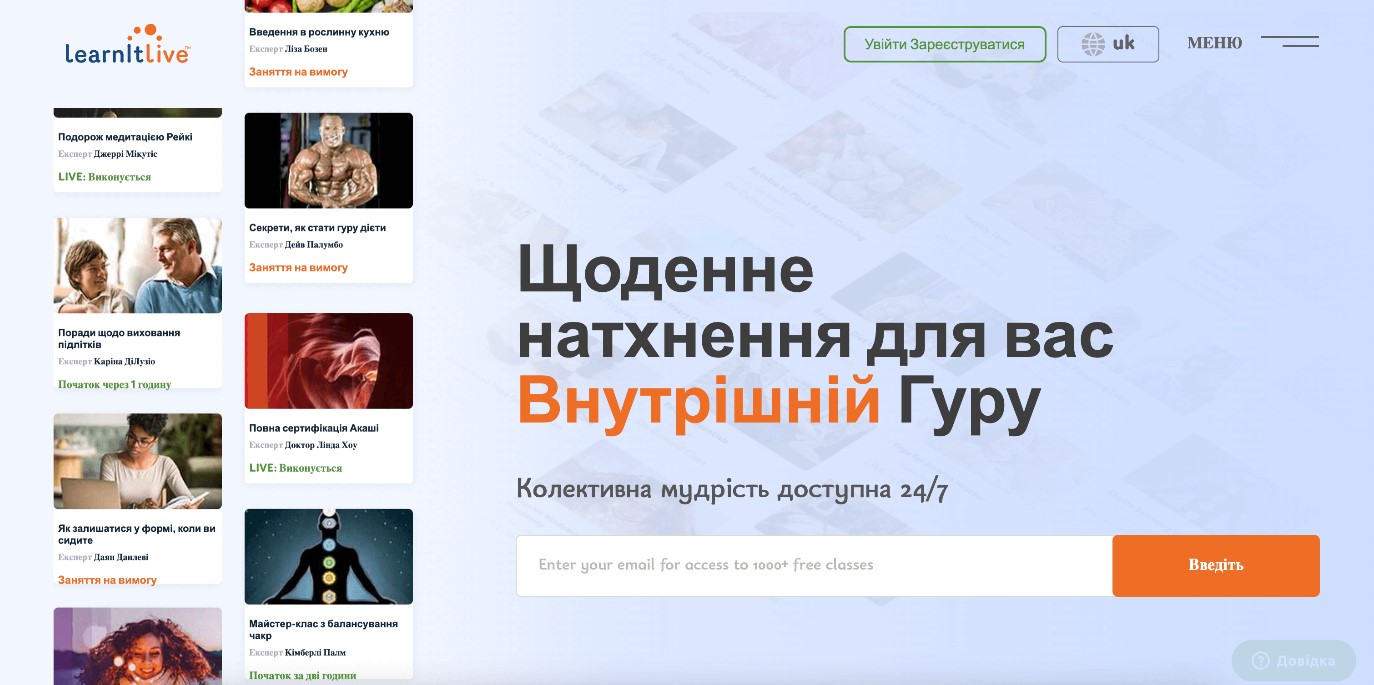 LearnItLive™
Увійти Зареєструватися
uk
МЕНЮ
Подорож медитацією Рейкі
Експерт Джеррі Мікутіс
LIVE: Виконується
Поради щодо виховання
підлітків
Експерт Каріна ДіЛузіо
Початок через 1 годину
Як залишатися у формі, коли ви
сидите
Експерт Даян Данлеві
Заняття на вимогу
Введення в рослинну кухню
Експерт Ліза Бозен
Заняття на вимогу
Секрети, як стати гуру дієти
Експерт Дейв Палумбо
Заняття на вимогу
Повна сертифікація Акаші
Експерт Доктор Лінда Хоу
LIVE: Виконується
Майстер-клас з балансування
чакр
Експерт Кімберлі Палм
Початок за дві години
Щоденне
натхнення для вас
Внутрішній Гуру
Колективна мудрість доступна 24/7
Enter your email for access to 1000+ free classes
Введіть
Довідка